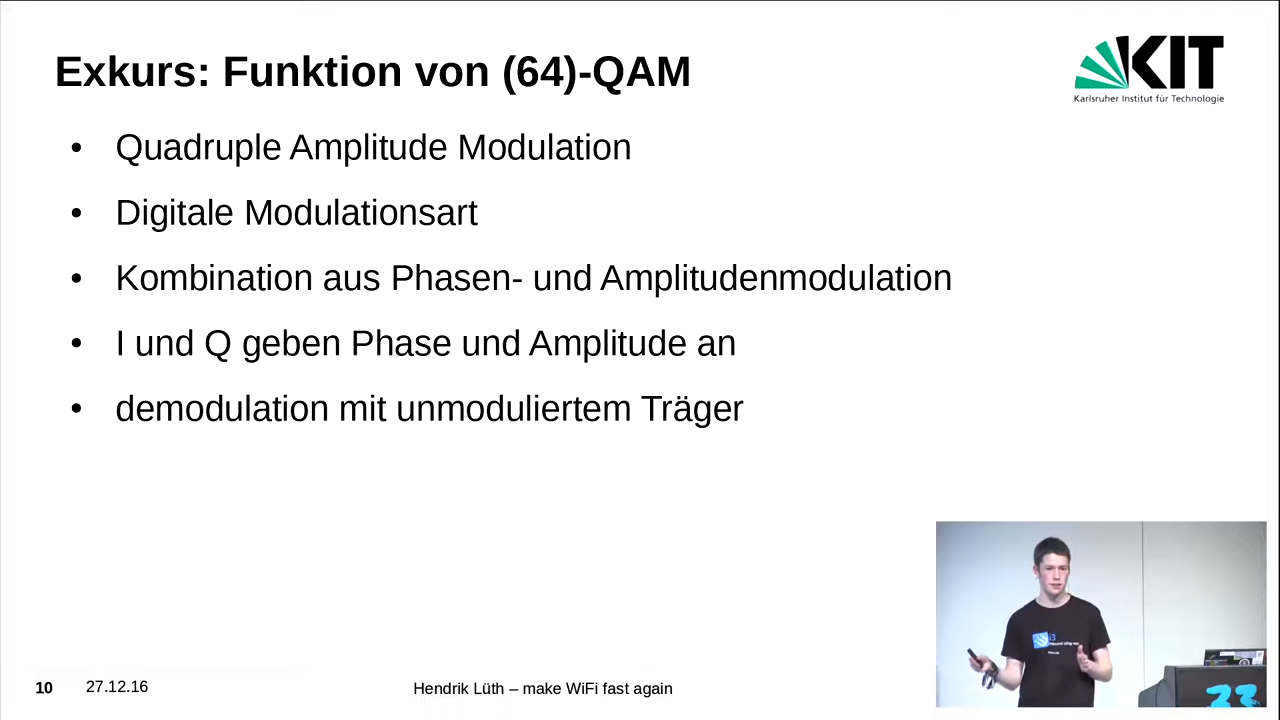 Exkurs: Funktion von (64)-QAM
KIT
Karlsruher Institut für Technologie
• Quadruple Amplitude Modulation
• Digitale Modulationsart
• Kombination aus Phasen- und Amplitudenmodulation
• I und Q geben Phase und Amplitude an
• demodulation mit unmoduliertem Träger
10
27.12.16
Hendrik Lüth – make WiFi fast again